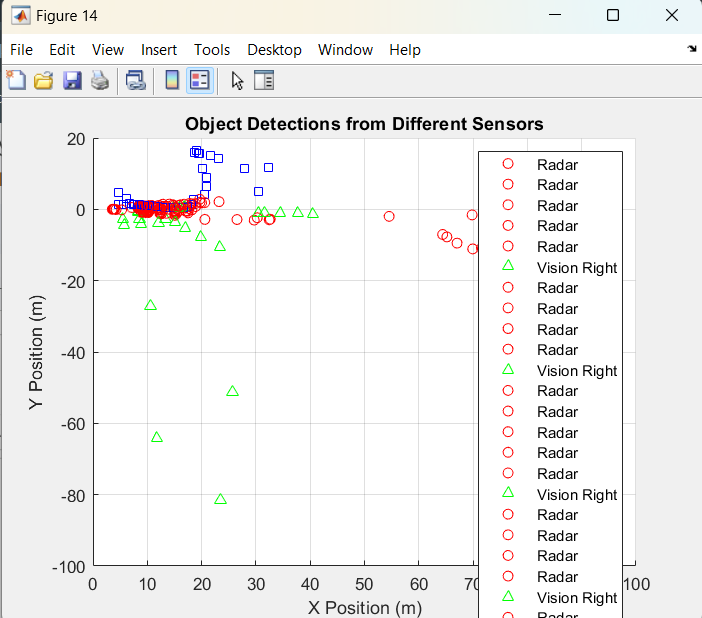 Figure 14
File Edit View Insert Tools Desktop Window Help
Object Detections from Different Sensors
20
0
-20
-40
-60
-80
-100
Y Position (m)
0 10 20 30 40 50 60 70 100
X Position (m)
Radar
Radar
Radar
Radar
Radar
Vision Right
Radar
Radar
Radar
Radar
Vision Right
Radar
Radar
Radar
Radar
Radar
Vision Right
Radar
Radar
Radar
Radar
Vision Right
Radar